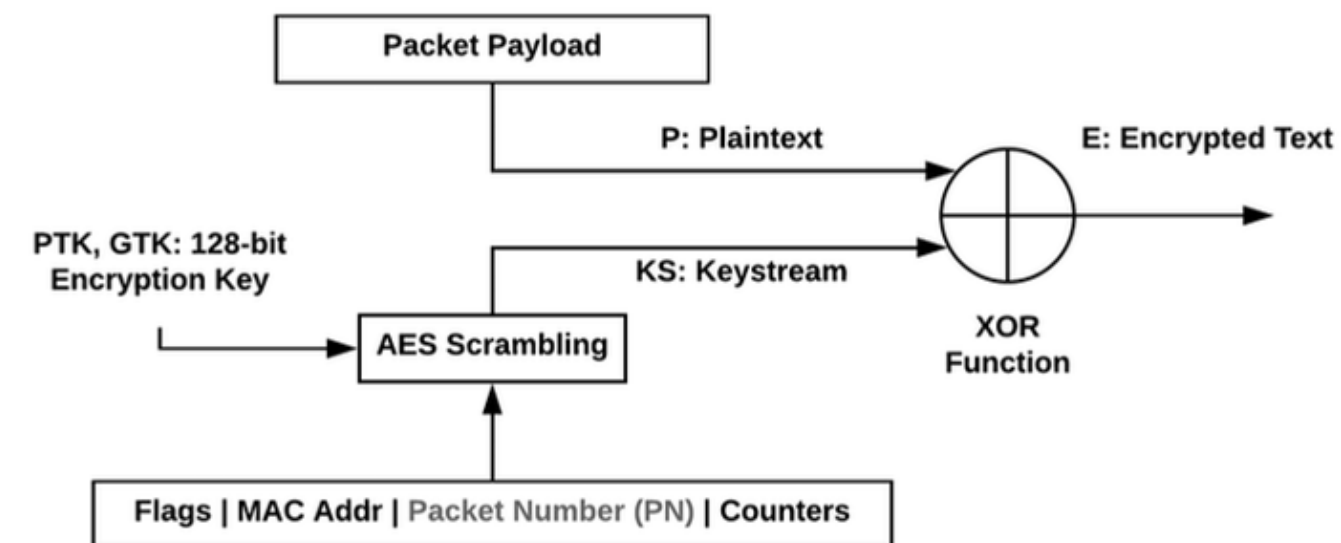 Packet Payload
P: Plaintext
E: Encrypted Text
PTK, GTK: 128-bit
Encryption Key
KS: Keystream
XOR
Function
AES Scrambling
Flags | MAC Addr | Packet Number (PN) | Counters